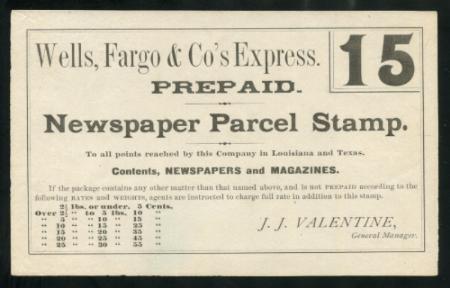 Wells, Fargo & Co's Express.
15
PREPAID.
Newspaper Parcel Stamp.
To all points reached by this Company in Louisiana and Texas.
Contents, NEWSPAPERS and MAGAZINES.
If the package contains any other matter than that named above, and is not PREPAID according to the
following RATES and WEIGHTS, agents are instructed to charge full rate in addition to this stamp.
2½ lbs. or under, 5 Cents.
Over 2½ " to 5 lbs. 10 "
" 5 " " 10 " 15 "
" 10 " " 15 " 25 "
" 15 " " 20 " 35 "
" 20 " " 25 " 45 "
" 25 " " 30 " 55 "
J. J. VALENTINE,
General Manager.